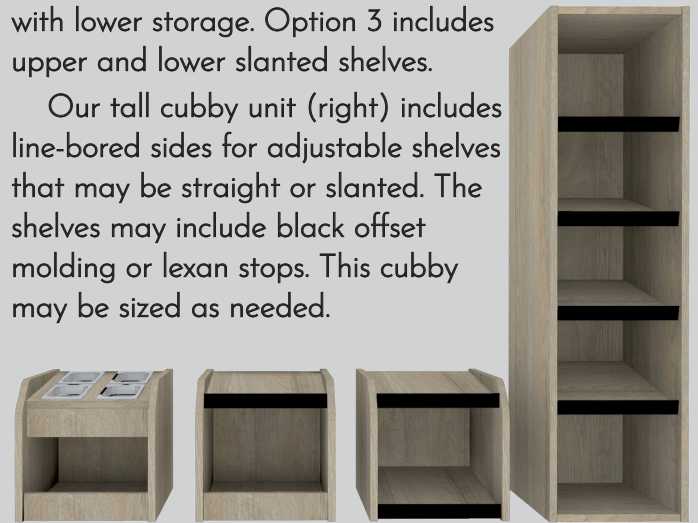 with lower storage. Option 3 includes
upper and lower slanted shelves.
Our tall cubby unit (right) includes
line-bored sides for adjustable shelves
that may be straight or slanted. The
shelves may include black offset
molding or lexan stops. This cubby
may be sized as needed.